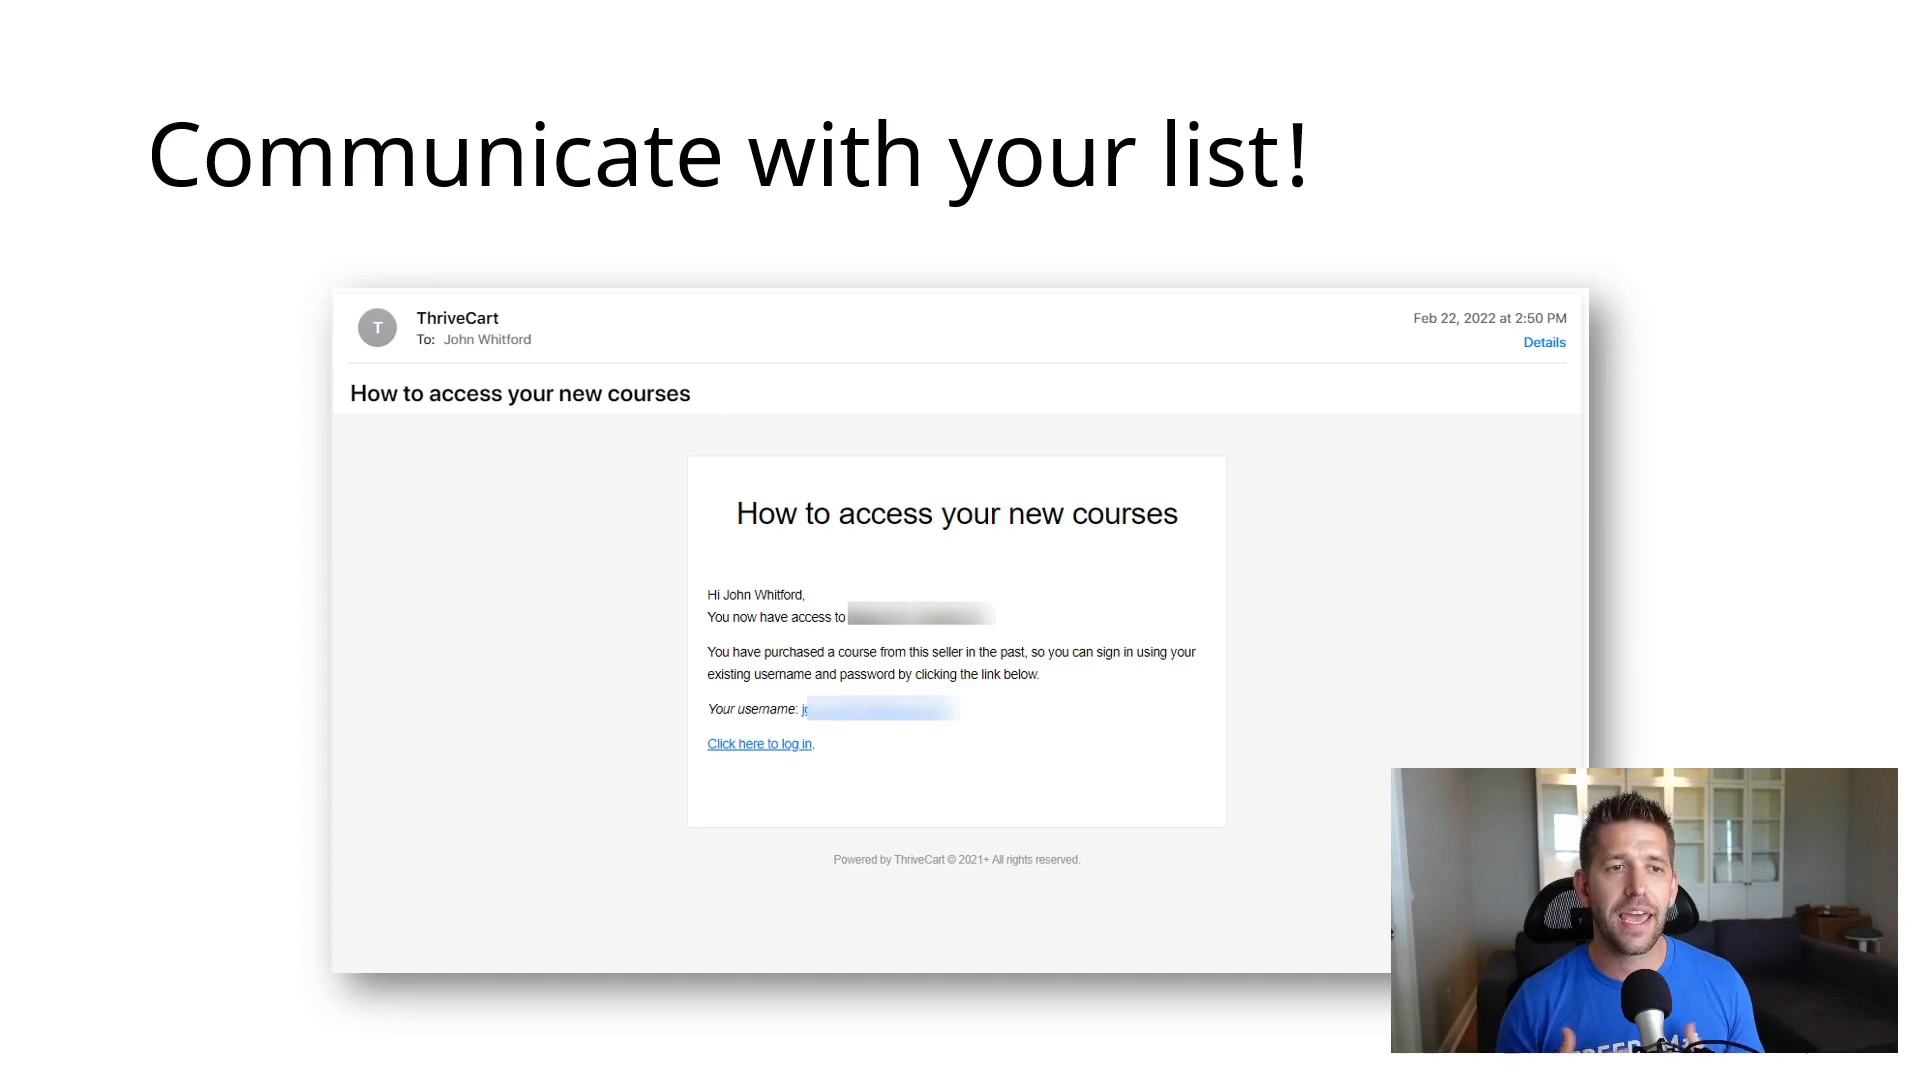 Communicate with your list!
T
ThriveCart
Feb 22, 2022 at 2:50 PM
To: John Whitford
Details
How to access your new courses
How to access your new courses
Hi John Whitford,
You now have access to
You have purchased a course from this seller in the past, so you can sign in using your
existing username and password by clicking the link below.
Your username:
Click here to log in.
Powered by ThriveCart © 2021+ All rights reserved.